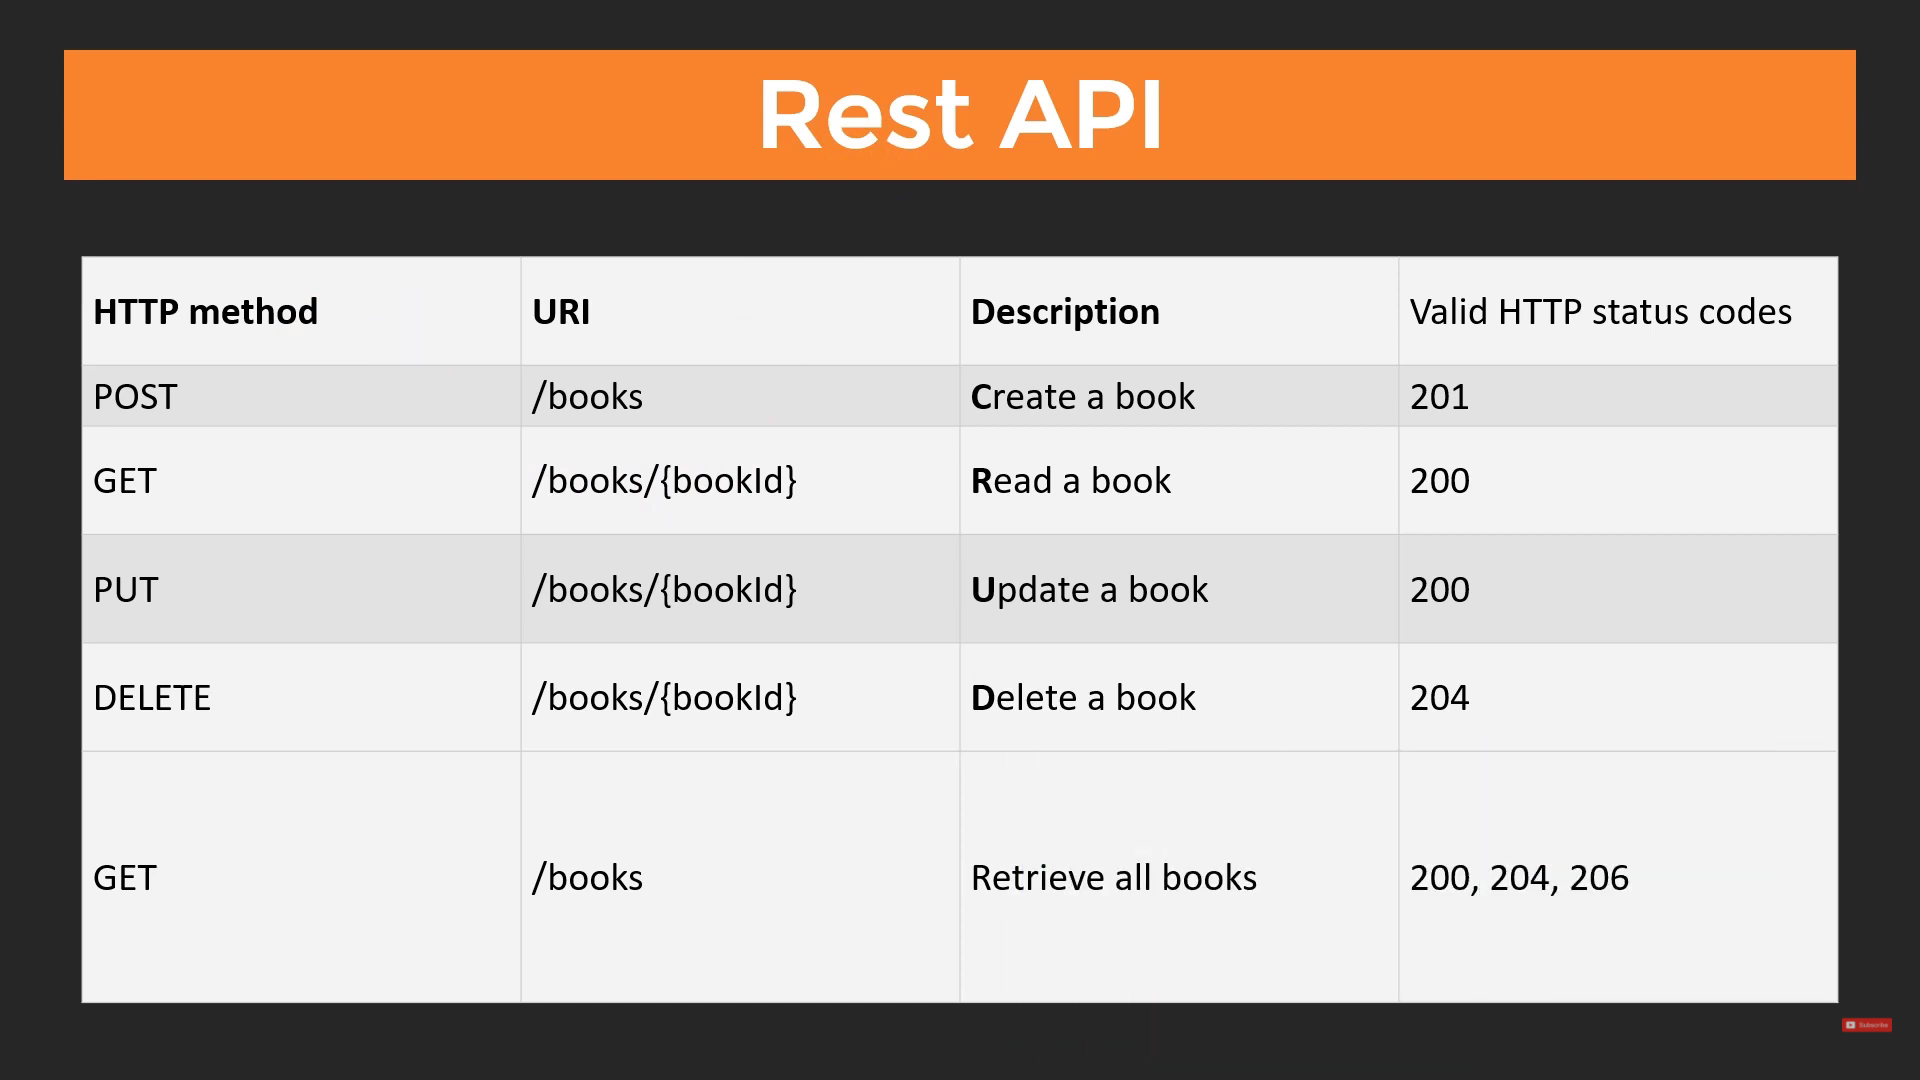 Rest API
HTTP method URI Description Valid HTTP status codes
POST /books Create a book 201
GET /books/{bookId} Read a book 200
PUT /books/{bookId} Update a book 200
DELETE /books/{bookId} Delete a book 204
GET /books Retrieve all books 200, 204, 206
Subscribe